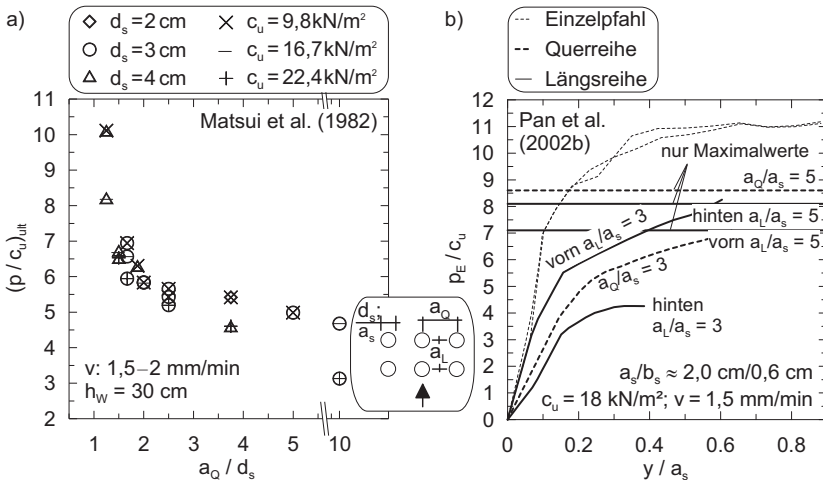 a)
d_s = 2 cm
c_u = 9,8 kN/m²
d_s = 3 cm
c_u = 16,7 kN/m²
d_s = 4 cm
c_u = 22,4 kN/m²
11
10
9
8
7
6
5
4
3
2
(p / c_u)_ult
Matsui et al. (1982)
v: 1,5–2 mm/min
h_W = 30 cm
1
2
3
4
5
10
a_Q / d_s
d_s;
a_s
a_Q
a_L
b)
Einzelpfahl
Querreihe
Längsreihe
12
11
10
9
8
7
6
5
4
3
2
1
0
p_E / c_u
Pan et al.
(2002b)
nur Maximalwerte
a_Q/a_s = 5
hinten a_L/a_s = 5
vorn a_L/a_s = 3
vorn a_L/a_s = 5
a_Q/a_s = 3
hinten
a_L/a_s = 3
a_s/b_s ≈ 2,0 cm/0,6 cm
c_u = 18 kN/m²; v = 1,5 mm/min
0
0.2
0.4
0.6
0.8
y / a_s